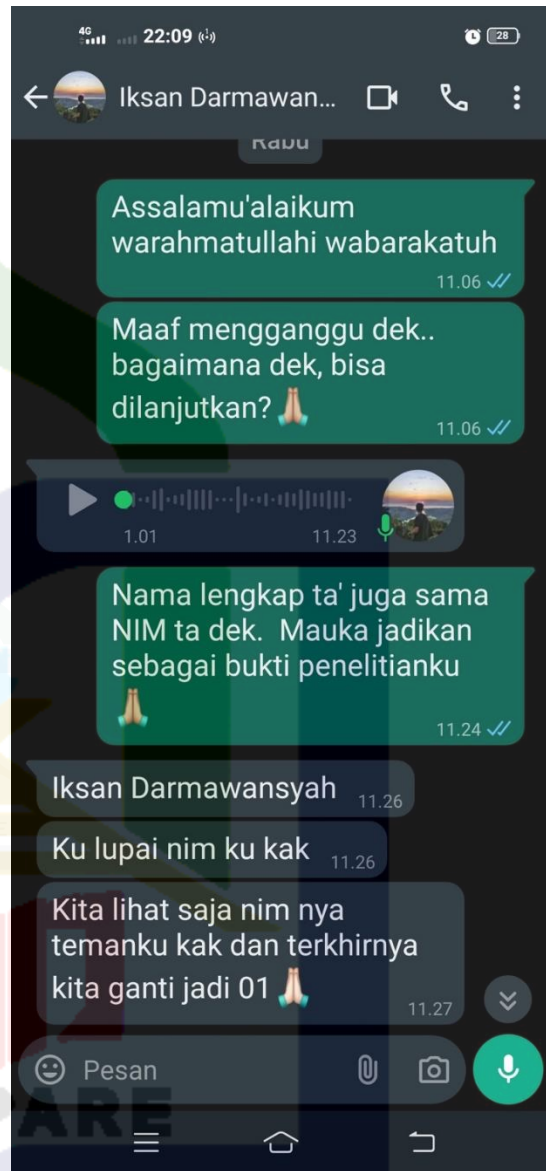 4G 22:09 28
Iksan Darmawan...
Rabu
Assalamu'alaikum
warahmatullahi wabarakatuh
11.06
Maaf mengganggu dek..
bagaimana dek, bisa
dilanjutkan? 🙏
11.06
1.01 11.23
Nama lengkap ta' juga sama
NIM ta dek. Mauka jadikan
sebagai bukti penelitianku
🙏
11.24
Iksan Darmawansyah 11.26
Ku lupai nim ku kak 11.26
Kita lihat saja nim nya
temanku kak dan terkhirnya
kita ganti jadi 01 🙏
11.27
Pesan
PARE